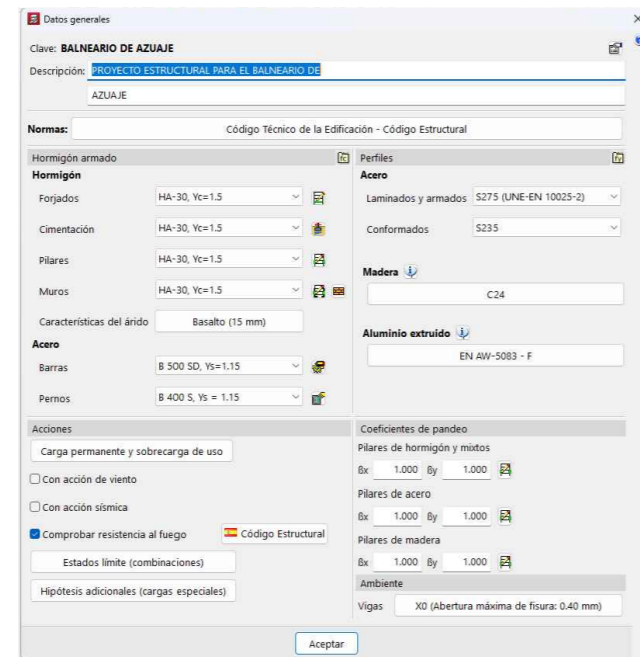 Datos generales
Clave: BALNEARIO DE AZUAJE
Descripción: PROYECTO ESTRUCTURAL PARA EL BALNEARIO DE
AZUAJE
Normas: Código Técnico de la Edificación - Código Estructural
Hormigón armado
Hormigón
Forjados HA-30, Yc=1.5
Cimentación HA-30, Yc=1.5
Pilares HA-30, Yc=1.5
Muros HA-30, Yc=1.5
Características del árido Basalto (15 mm)
Acero
Barras B 500 SD, Ys=1.15
Pernos B 400 S, Ys = 1.15
Perfiles
Acero
Laminados y armados S275 (UNE-EN 10025-2)
Conformados S235
Madera
C24
Aluminio extruido
EN AW-5083 - F
Acciones
Carga permanente y sobrecarga de uso
Con acción de viento
Con acción sísmica
Comprobar resistencia al fuego Código Estructural
Estados límite (combinaciones)
Hipótesis adicionales (cargas especiales)
Coeficientes de pandeo
Pilares de hormigón y mixtos
βx 1.000 βy 1.000
Pilares de acero
βx 1.000 βy 1.000
Pilares de madera
βx 1.000 βy 1.000
Ambiente
Vigas X0 (Abertura máxima de fisura: 0.40 mm)
Aceptar